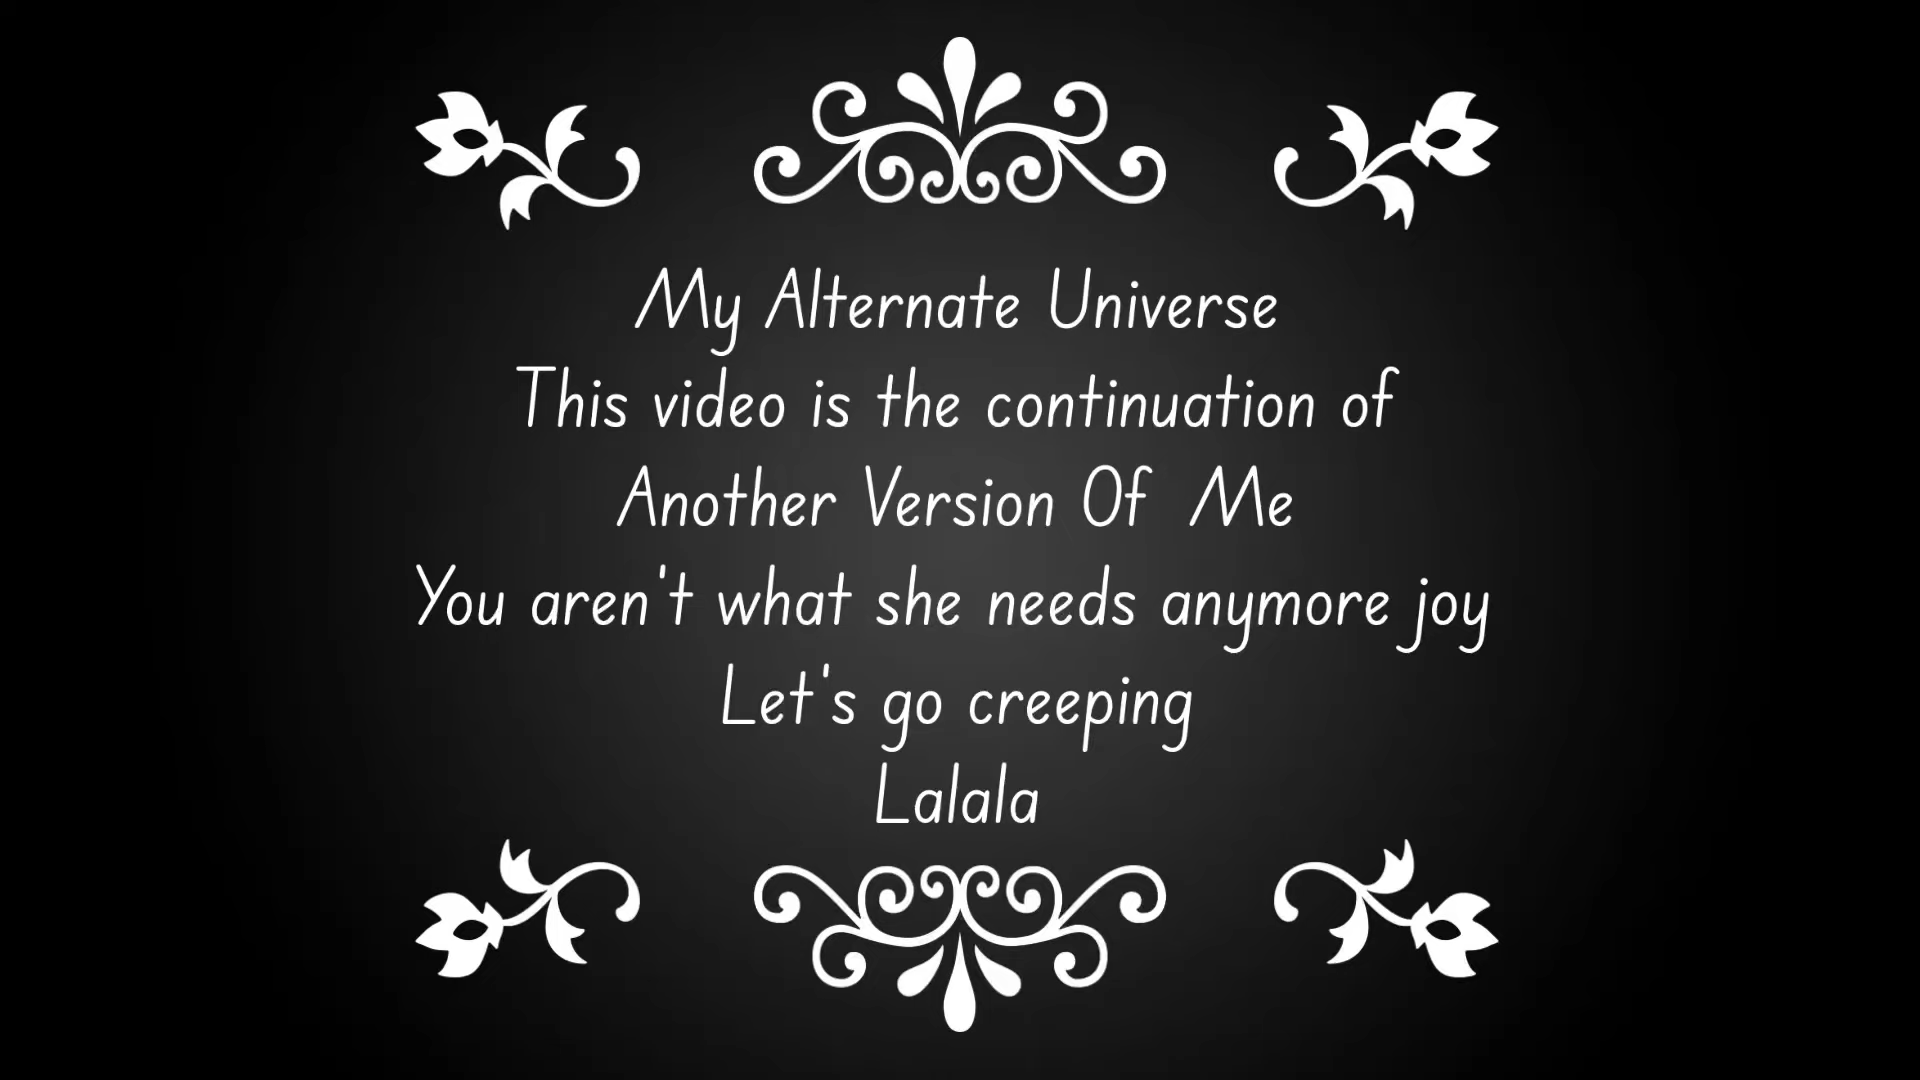 My Alternate Universe
This video is the continuation of
Another Version Of Me
You aren't what she needs anymore joy
Let's go creeping
Lalala